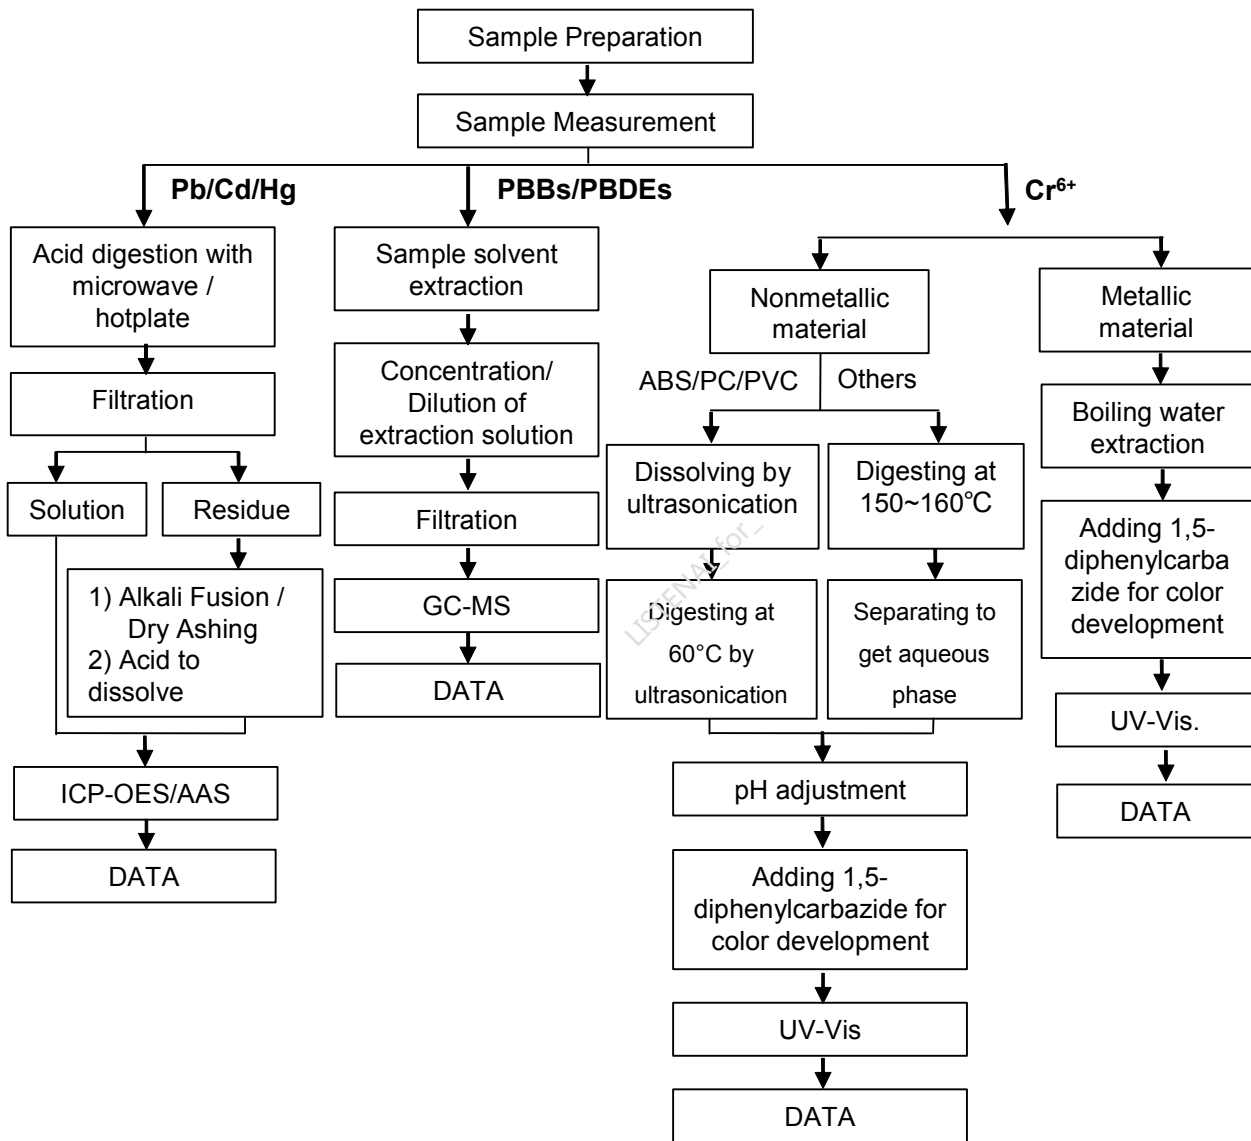 Sample Preparation
Sample Measurement
Pb/Cd/Hg
PBBs/PBDEs
Cr⁶⁺
Acid digestion with
microwave /
hotplate
Filtration
Solution
Residue
1) Alkali Fusion /
Dry Ashing
2) Acid to
dissolve
ICP-OES/AAS
DATA
Sample solvent
extraction
Concentration/
Dilution of
extraction solution
Filtration
GC-MS
DATA
Nonmetallic
material
ABS/PC/PVC
Others
Dissolving by
ultrasonication
Digesting at
60°C by
ultrasonication
Digesting at
150~160℃
Separating to
get aqueous
phase
pH adjustment
Adding 1,5-
diphenylcarbazide for
color development
UV-Vis
DATA
Metallic
material
Boiling water
extraction
Adding 1,5-
diphenylcarba
zide for color
development
UV-Vis.
DATA
LISTENAI_for_